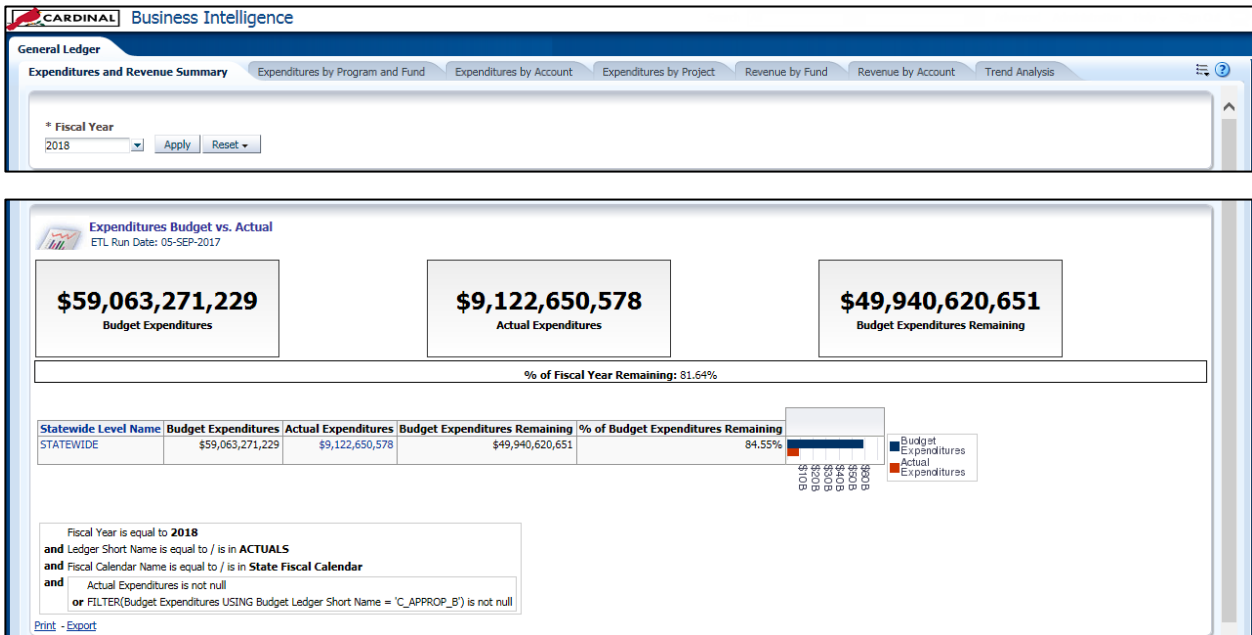 CARDINAL Business Intelligence
General Ledger
Expenditures and Revenue Summary Expenditures by Program and Fund Expenditures by Account Expenditures by Project Revenue by Fund Revenue by Account Trend Analysis ?
* Fiscal Year
2018 Apply Reset
Expenditures Budget vs. Actual
ETL Run Date: 05-SEP-2017
$59,063,271,229 $9,122,650,578 $49,940,620,651
Budget Expenditures Actual Expenditures Budget Expenditures Remaining
% of Fiscal Year Remaining: 81.64%
Statewide Level Name Budget Expenditures Actual Expenditures Budget Expenditures Remaining % of Budget Expenditures Remaining
STATEWIDE $59,063,271,229 $9,122,650,578 $49,940,620,651 84.55%
Budget
Expenditures
Actual
Expenditures
$10B $20B $30B $40B $50B $60B
Fiscal Year is equal to 2018
and Ledger Short Name is equal to / is in ACTUALS
and Fiscal Calendar Name is equal to / is in State Fiscal Calendar
and Actual Expenditures is not null
or FILTER(Budget Expenditures USING Budget Ledger Short Name = 'C_APPROP_B') is not null
Print - Export